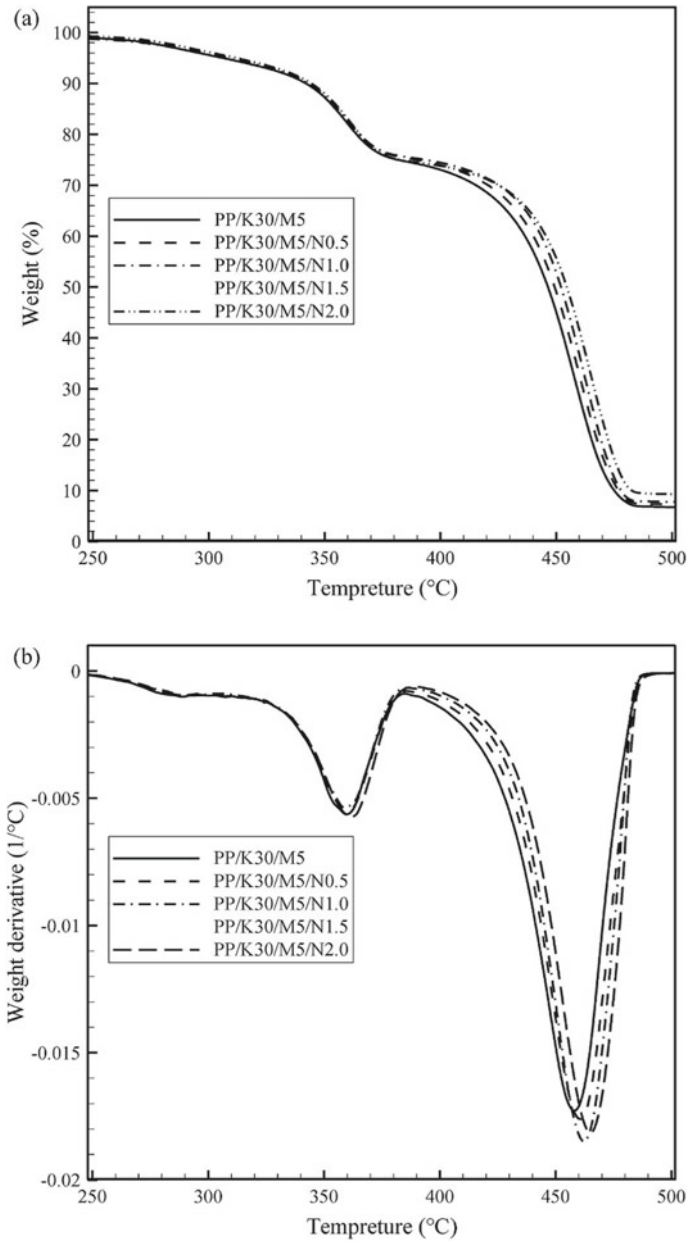 (a)
100
90
80
70
60
50
40
30
20
10
0
Weight (%)
PP/K30/M5
PP/K30/M5/N0.5
PP/K30/M5/N1.0
PP/K30/M5/N1.5
PP/K30/M5/N2.0
250 300 350 400 450 500
Tempreture (°C)
(b)
0
-0.005
-0.01
-0.015
-0.02
Weight derivative (1/°C)
PP/K30/M5
PP/K30/M5/N0.5
PP/K30/M5/N1.0
PP/K30/M5/N1.5
PP/K30/M5/N2.0
250 300 350 400 450 500
Tempreture (°C)